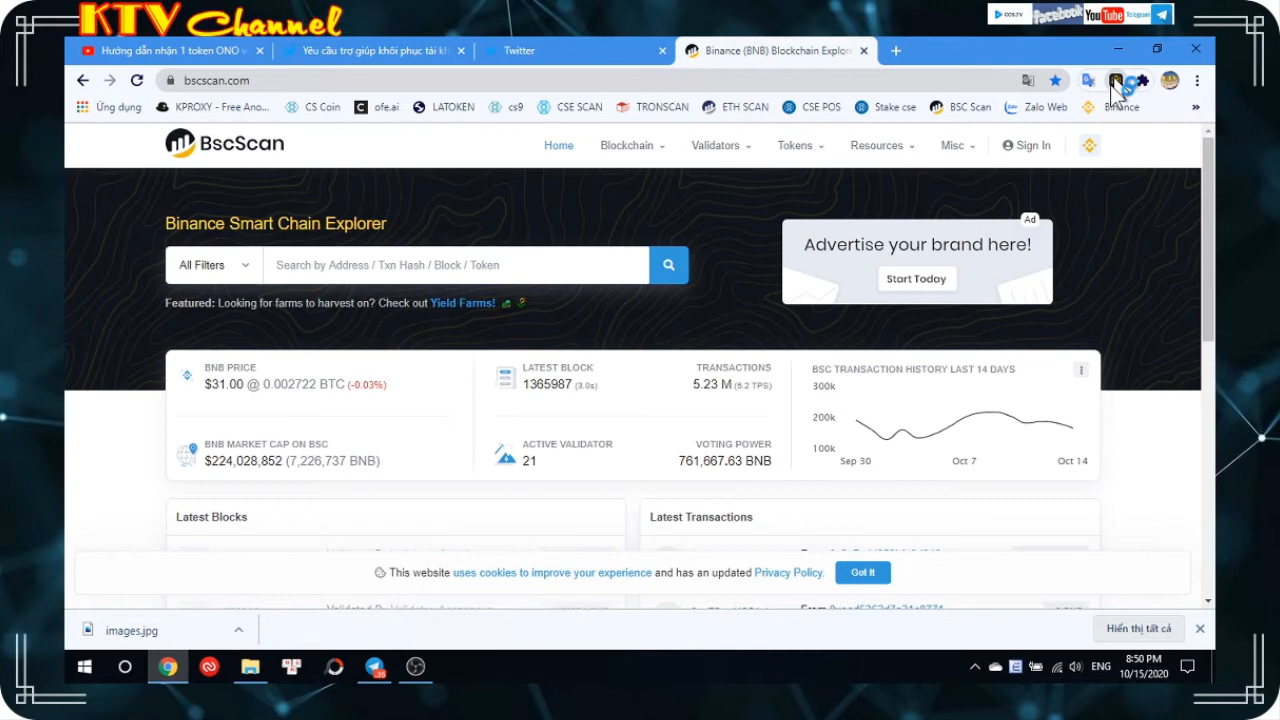 KTV Channel
COS.TV
facebook
YouTube
Telegram
Hướng dẫn nhận 1 token ONO
Yêu cầu trợ giúp khôi phục tài kh
Twitter
Binance (BNB) Blockchain Explor
bscscan.com
Ứng dụng
KPROXY - Free Ano...
CS Coin
ofe.ai
LATOKEN
cs9
CSE SCAN
TRONSCAN
ETH SCAN
CSE POS
Stake cse
BSC Scan
Zalo Web
Binance
»
BscScan
Home
Blockchain
Validators
Tokens
Resources
Misc
Sign In
Binance Smart Chain Explorer
Ad
Advertise your brand here!
Start Today
All Filters
Search by Address / Txn Hash / Block / Token
Featured: Looking for farms to harvest on? Check out Yield Farms!
BNB PRICE
$31.00 @ 0.002722 BTC (-0.03%)
LATEST BLOCK
1365987 (3.0s)
TRANSACTIONS
5.23 M (5.2 TPS)
BSC TRANSACTION HISTORY LAST 14 DAYS
300k
200k
100k
Sep 30
Oct 7
Oct 14
BNB MARKET CAP ON BSC
$224,028,852 (7,226,737 BNB)
ACTIVE VALIDATOR
21
VOTING POWER
761,667.63 BNB
Latest Blocks
Latest Transactions
This website uses cookies to improve your experience and has an updated Privacy Policy.
Got It
images.jpg
Hiển thị tất cả
38
ENG
8:50 PM
10/15/2020